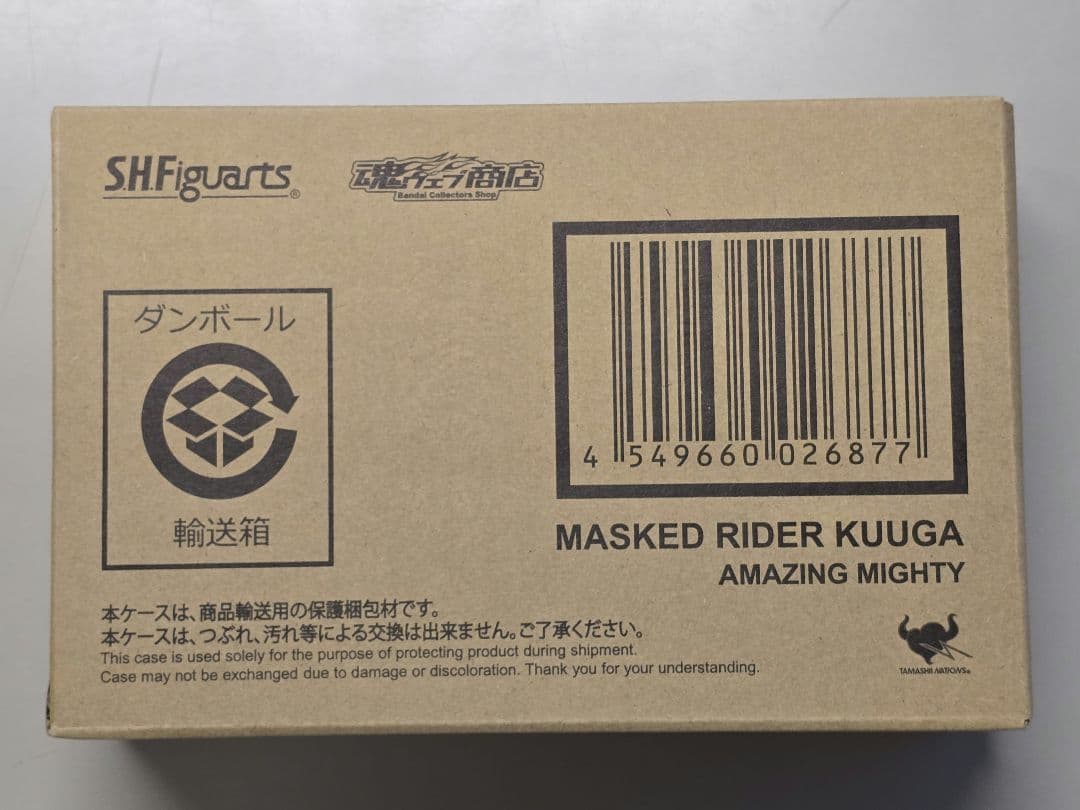 S.H.Figuarts®
魂ウェブ商店
Bandai Collectors Shop
ダンボール
輸送箱
4 549660 026877
MASKED RIDER KUUGA
AMAZING MIGHTY
本ケースは、商品輸送用の保護梱包材です。
本ケースは、つぶれ、汚れ等による交換は出来ません。ご了承ください。
This case is used solely for the purpose of protecting product during shipment.
Case may not be exchanged due to damage or discoloration. Thank you for your understanding.
TAMASHII NATIONS®